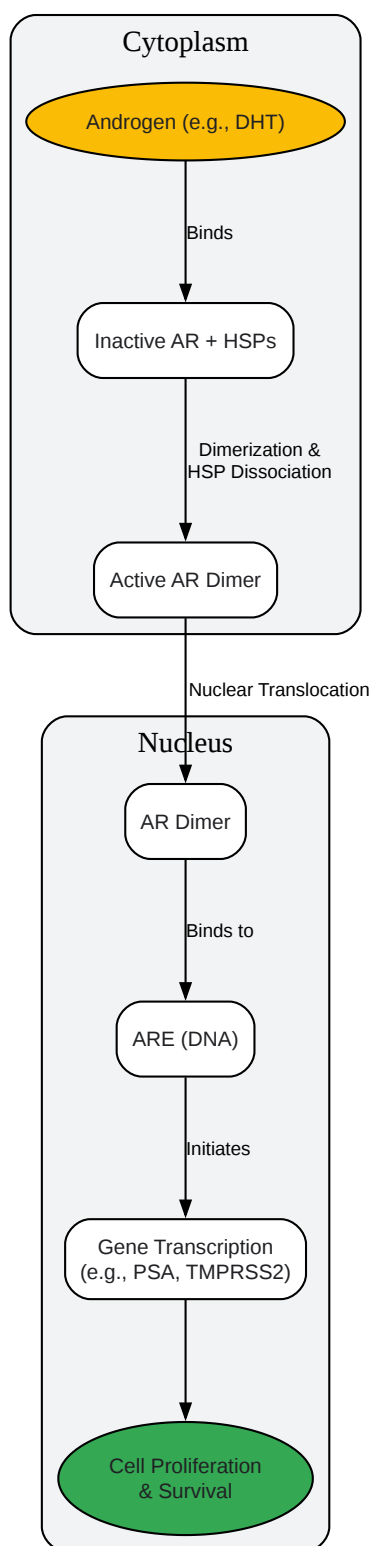 Cytoplasm
Androgen (e.g., DHT)
Binds
Inactive AR + HSPs
Dimerization &
HSP Dissociation
Active AR Dimer
Nuclear Translocation
Nucleus
AR Dimer
Binds to
ARE (DNA)
Initiates
Gene Transcription
(e.g., PSA, TMPRSS2)
Cell Proliferation
& Survival